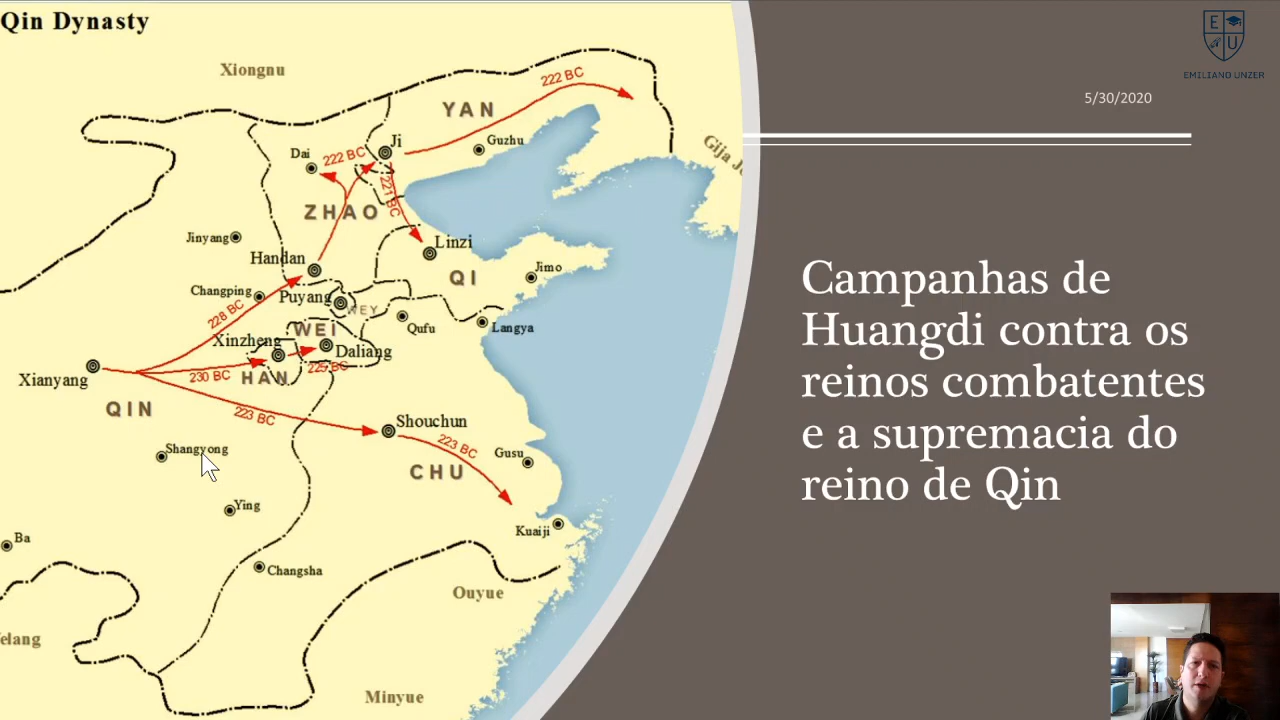 Qin Dynasty
E
U
EMILIANO UNZER
5/30/2020
Xiongnu
222 BC
YAN
Ji
Guzhu
Gija
Dai
222 BC
221 BC
ZHAO
Jinyang
Linzi
Handan
QI
Jimo
Changping
Puyang
WEY
228 BC
WEI
Qufu
Langya
Xinzheng
Daliang
Xianyang
230 BC
HAN
225 BC
QIN
223 BC
Shouchun
223 BC
Shangyong
CHU
Gusu
Ying
Kuaiji
Ba
Changsha
Ouyue
elang
Minyue
Campanhas de
Huangdi contra os
reinos combatentes
e a supremacia do
reino de Qin